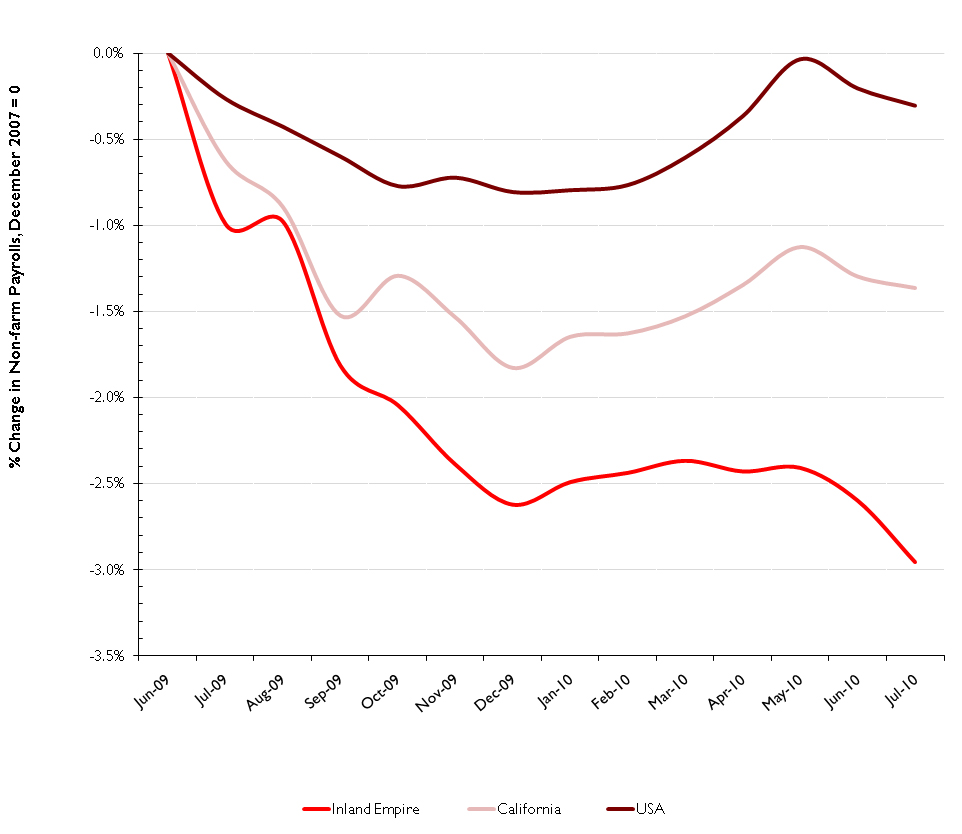 % Change in Non-farm Payrolls, December 2007 = 0
0.0%
-0.5%
-1.0%
-1.5%
-2.0%
-2.5%
-3.0%
-3.5%
Jun-09
Jul-09
Aug-09
Sep-09
Oct-09
Nov-09
Dec-09
Jan-10
Feb-10
Mar-10
Apr-10
May-10
Jun-10
Jul-10
Inland Empire California USA